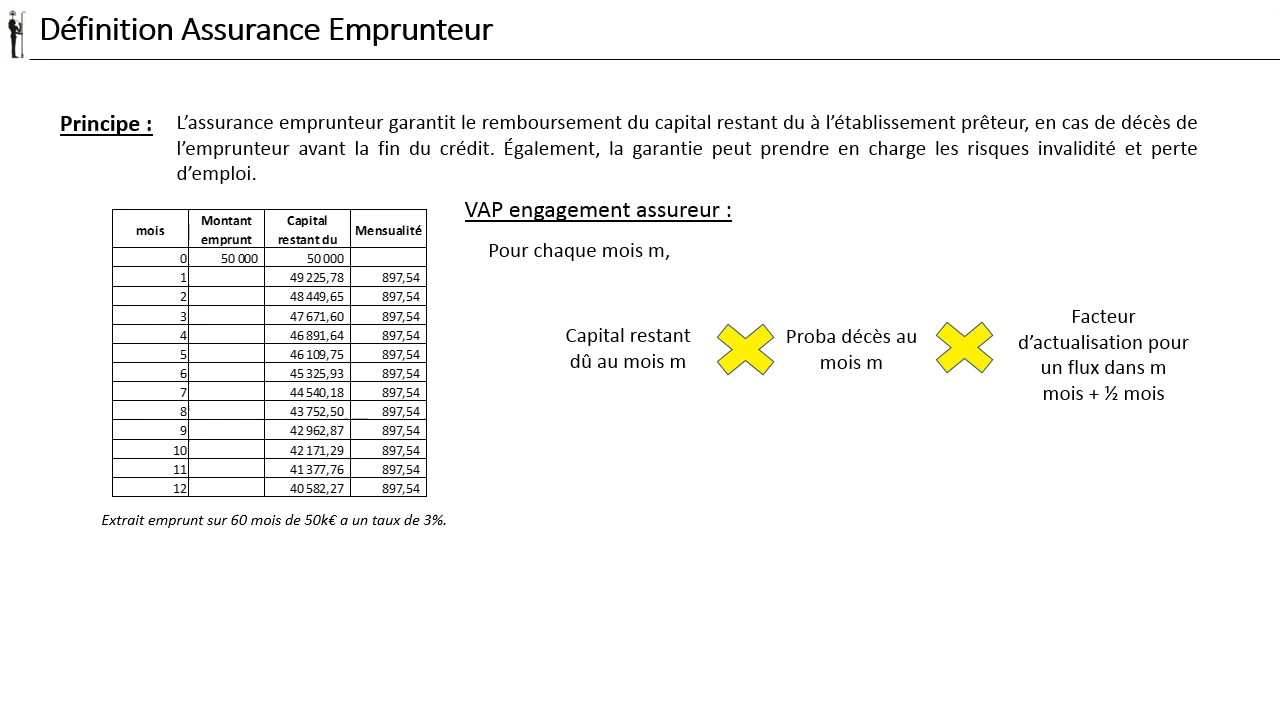 Définition Assurance Emprunteur
Principe :
L’assurance emprunteur garantit le remboursement du capital restant du à l’établissement prêteur, en cas de décès de
l’emprunteur avant la fin du crédit. Également, la garantie peut prendre en charge les risques invalidité et perte
d’emploi.
mois Montant emprunt Capital restant du Mensualité
0 50 000 50 000
1 49 225,78 897,54
2 48 449,65 897,54
3 47 671,60 897,54
4 46 891,64 897,54
5 46 109,75 897,54
6 45 325,93 897,54
7 44 540,18 897,54
8 43 752,50 897,54
9 42 962,87 897,54
10 42 171,29 897,54
11 41 377,76 897,54
12 40 582,27 897,54
Extrait emprunt sur 60 mois de 50k€ a un taux de 3%.
VAP engagement assureur :
Pour chaque mois m,
Capital restant
dû au mois m
Proba décès au
mois m
Facteur
d’actualisation pour
un flux dans m
mois + ½ mois